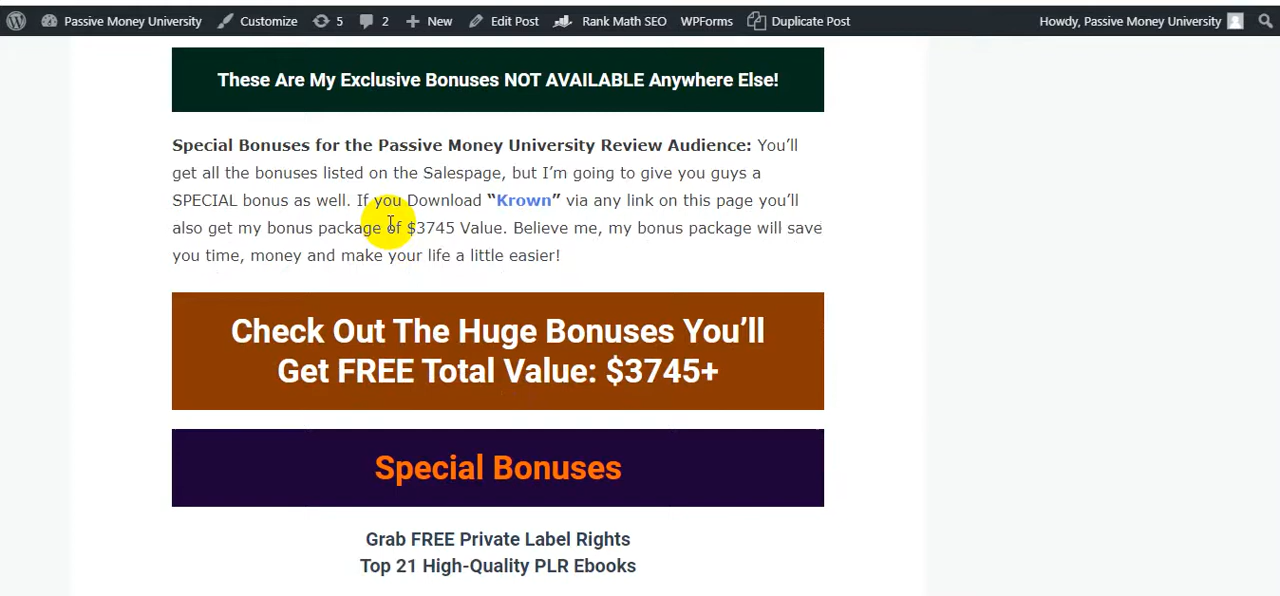 Passive Money University Customize 5 2 New Edit Post Rank Math SEO WPForms Duplicate Post Howdy, Passive Money University
These Are My Exclusive Bonuses NOT AVAILABLE Anywhere Else!
Special Bonuses for the Passive Money University Review Audience: You’ll
get all the bonuses listed on the Salespage, but I’m going to give you guys a
SPECIAL bonus as well. If you Download “Krown” via any link on this page you’ll
also get my bonus package of $3745 Value. Believe me, my bonus package will save
you time, money and make your life a little easier!
Check Out The Huge Bonuses You’ll
Get FREE Total Value: $3745+
Special Bonuses
Grab FREE Private Label Rights
Top 21 High-Quality PLR Ebooks